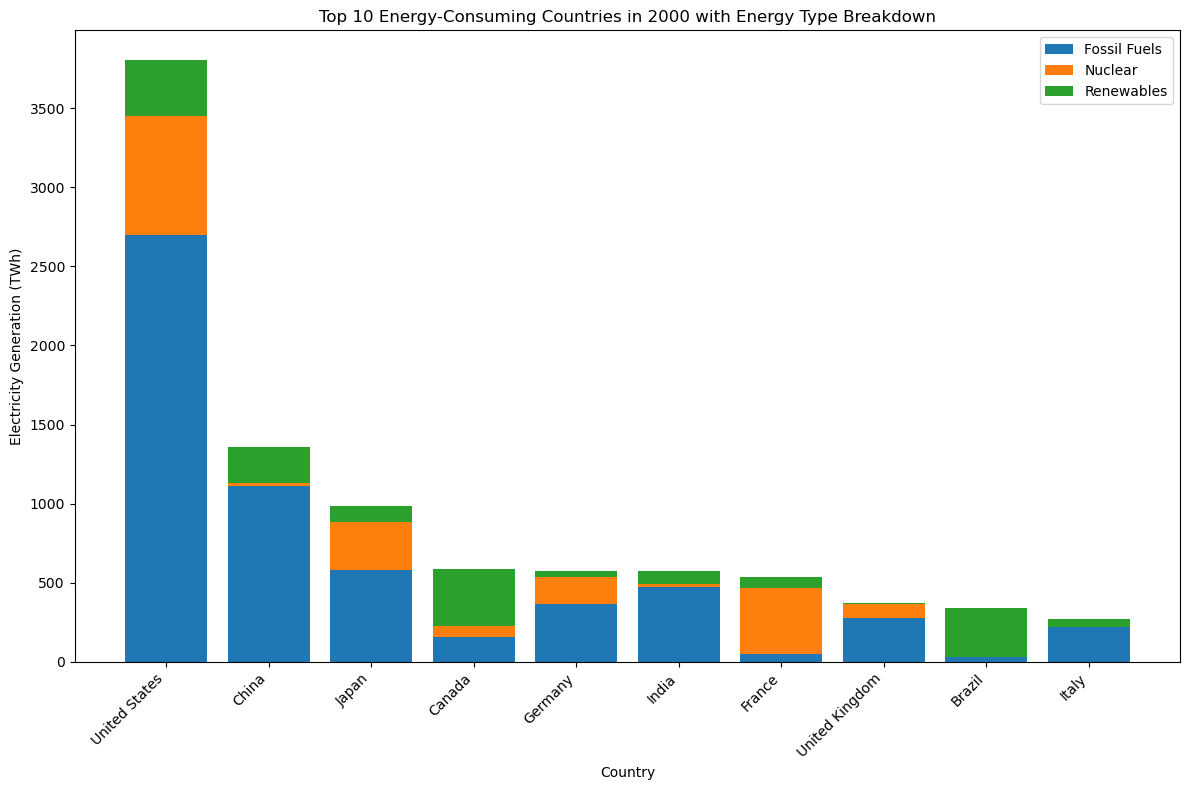 Top 10 Energy-Consuming Countries in 2000 with Energy Type Breakdown
Fossil Fuels
Nuclear
Renewables
Electricity Generation (TWh)
3500
3000
2500
2000
1500
1000
500
0
United States
China
Japan
Canada
Germany
India
France
United Kingdom
Brazil
Italy
Country